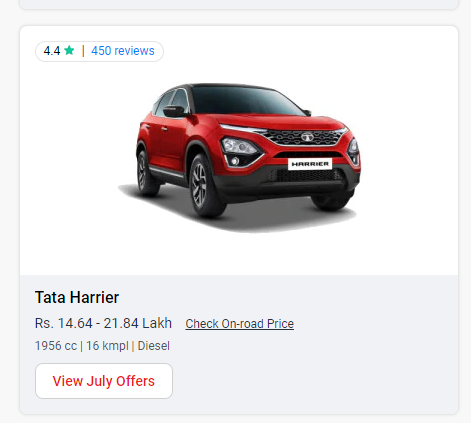 4.4 ★ | 450 reviews
HARRIER
Tata Harrier
Rs. 14.64 - 21.84 Lakh Check On-road Price
1956 cc | 16 kmpl | Diesel
View July Offers